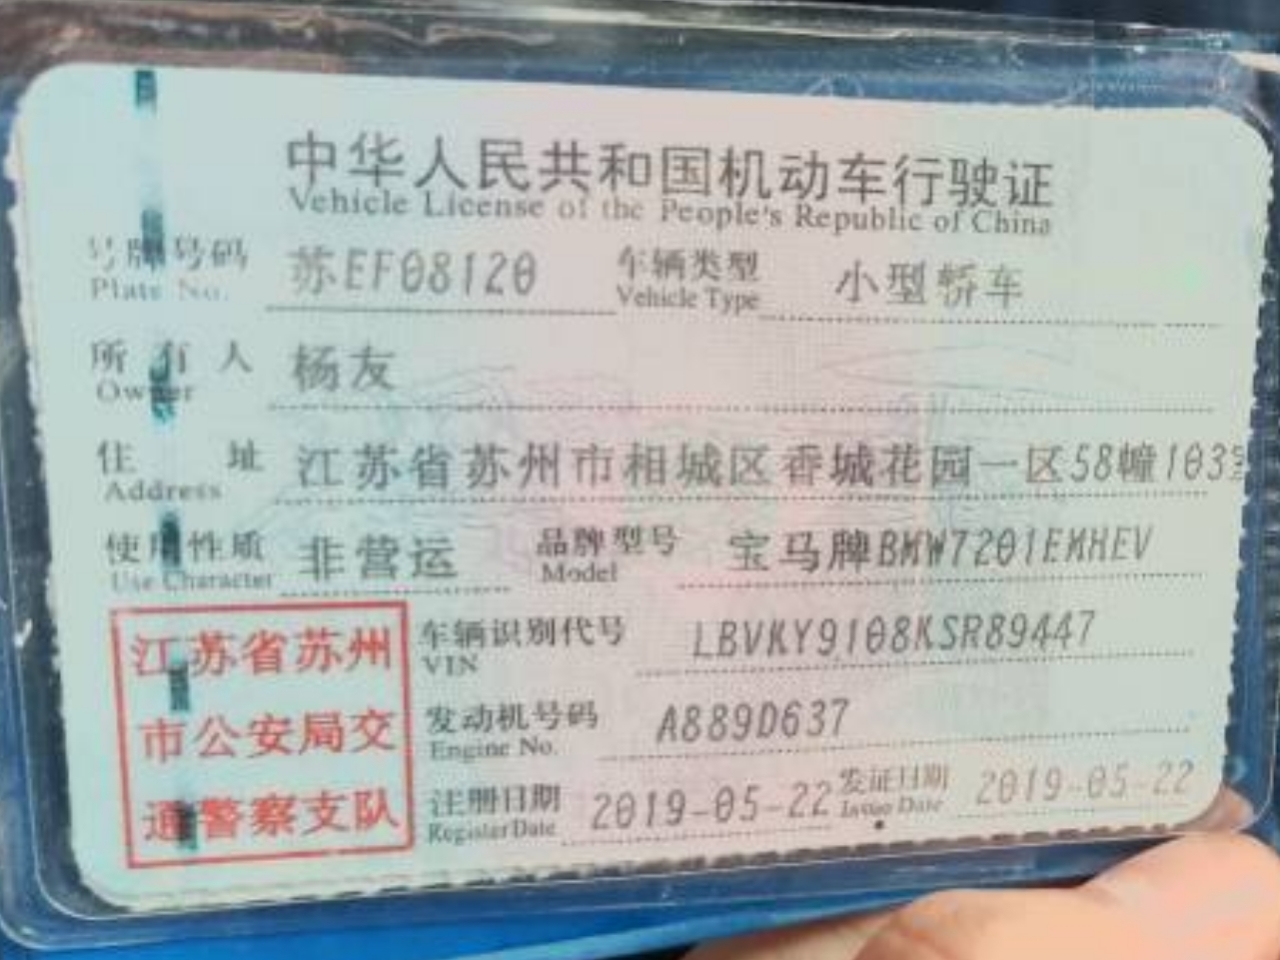 中华人民共和国机动车行驶证
Vehicle License of the People's Republic of China
号牌号码 苏EF08120 车辆类型 小型轿车
Plate No. Vehicle Type
所有人 杨友
Owner
住址 江苏省苏州市相城区香城花园一区58幢103室
Address
使用性质 非营运 品牌型号 宝马牌BMW7201EMHEV
Use Character Model
江苏省苏州 车辆识别代号 LBVKY9108KSR89447
VIN
市公安局交 发动机号码 A889D637
Engine No.
通警察支队 注册日期 2019-05-22 发证日期 2019-05-22
Register Date Issue Date